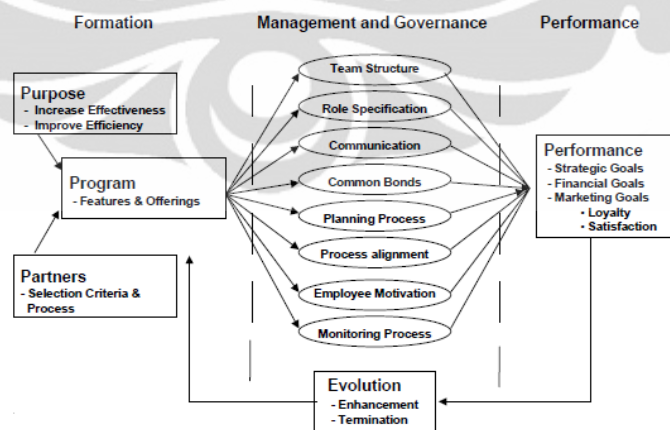 Formation
Management and Governance
Performance
Purpose
- Increase Effectiveness
- Improve Efficiency
Program
- Features & Offerings
Partners
- Selection Criteria &
Process
Team Structure
Role Specification
Communication
Common Bonds
Planning Process
Process alignment
Employee Motivation
Monitoring Process
Performance
- Strategic Goals
- Financial Goals
- Marketing Goals
• Loyalty
• Satisfaction
Evolution
- Enhancement
- Termination